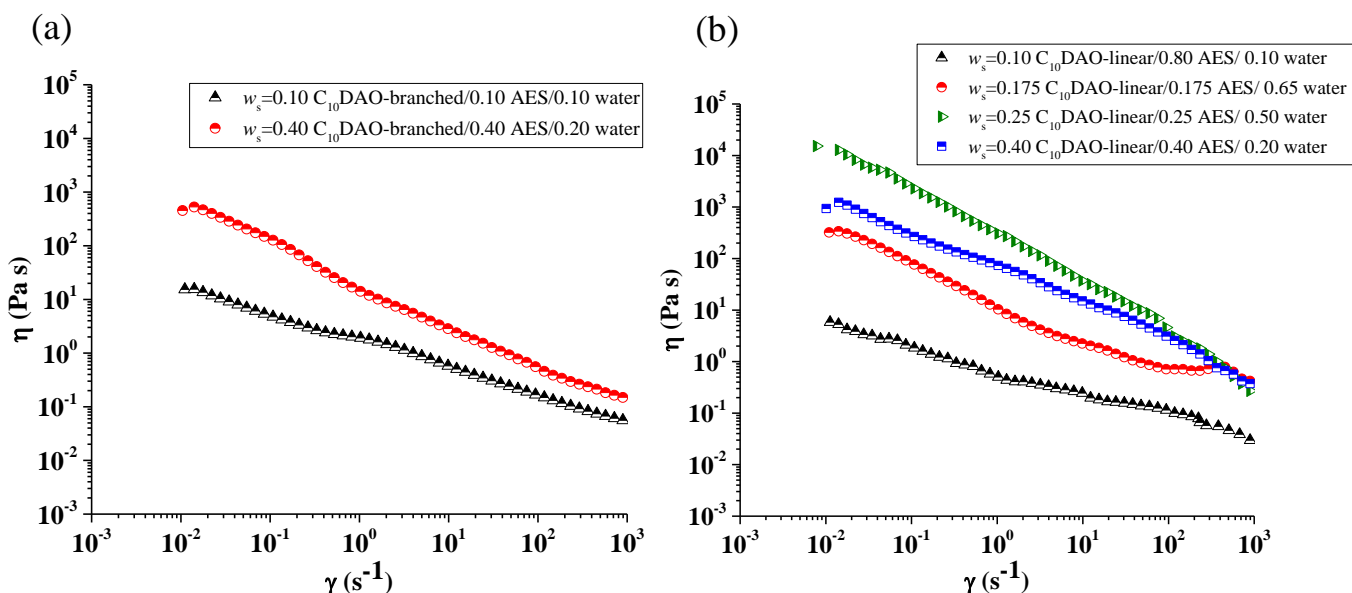 (a)
w_s=0.10 C_10DAO-branched/0.10 AES/0.10 water
w_s=0.40 C_10DAO-branched/0.40 AES/0.20 water
10^5
10^4
10^3
10^2
10^1
10^0
10^-1
10^-2
10^-3
η (Pa s)
10^-3 10^-2 10^-1 10^0 10^1 10^2 10^3
γ (s^-1)
(b)
w_s=0.10 C_10DAO-linear/0.80 AES/ 0.10 water
w_s=0.175 C_10DAO-linear/0.175 AES/ 0.65 water
w_s=0.25 C_10DAO-linear/0.25 AES/ 0.50 water
w_s=0.40 C_10DAO-linear/0.40 AES/ 0.20 water
10^5
10^4
10^3
10^2
10^1
10^0
10^-1
10^-2
10^-3
η (Pa s)
10^-3 10^-2 10^-1 10^0 10^1 10^2 10^3
γ (s^-1)